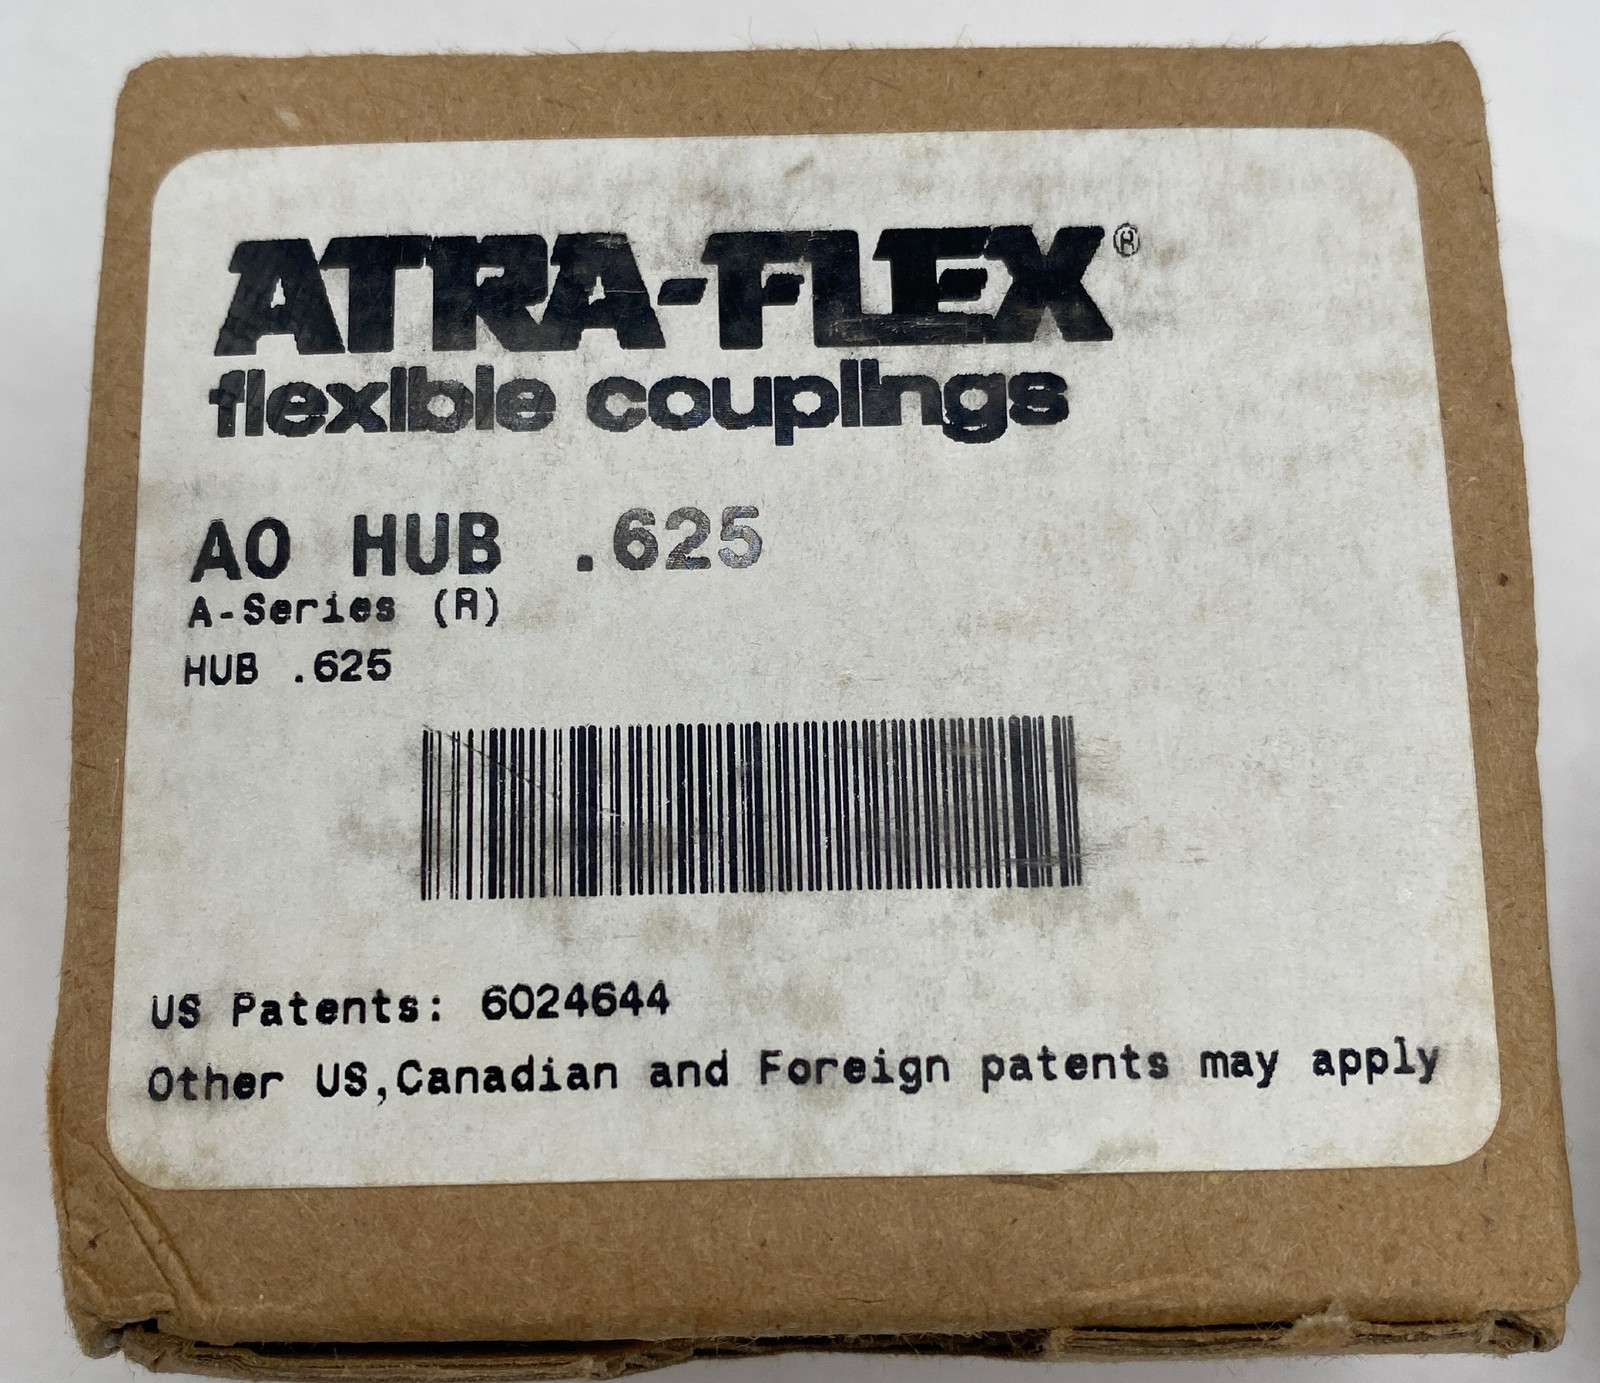 ATRA-FLEX®
flexible couplings
A0 HUB .625
A-Series (R)
HUB .625
US Patents: 6024644
Other US,Canadian and Foreign patents may apply